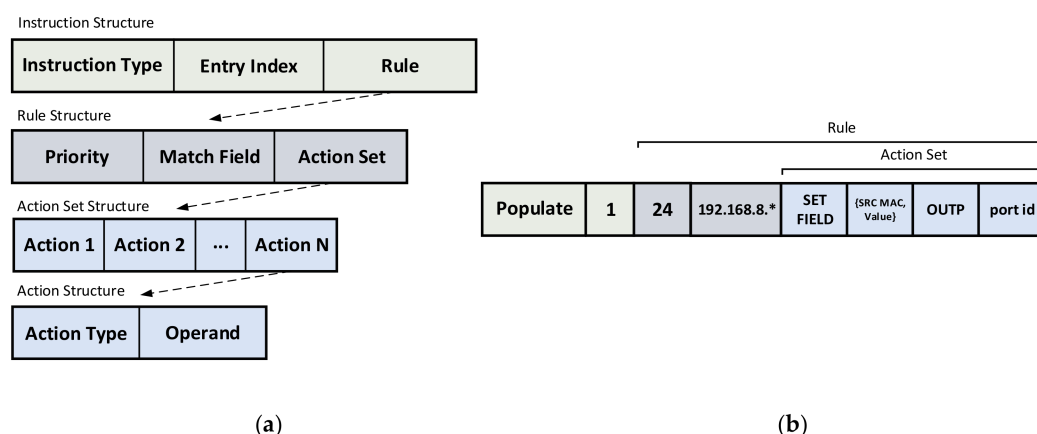 Instruction Structure
Instruction Type Entry Index Rule
Rule Structure
Priority Match Field Action Set
Action Set Structure
Action 1 Action 2 ... Action N
Action Structure
Action Type Operand
(a)
Rule
Action Set
Populate 1 24 192.168.8.* SET FIELD {SRC MAC, Value} OUTP port id
(b)